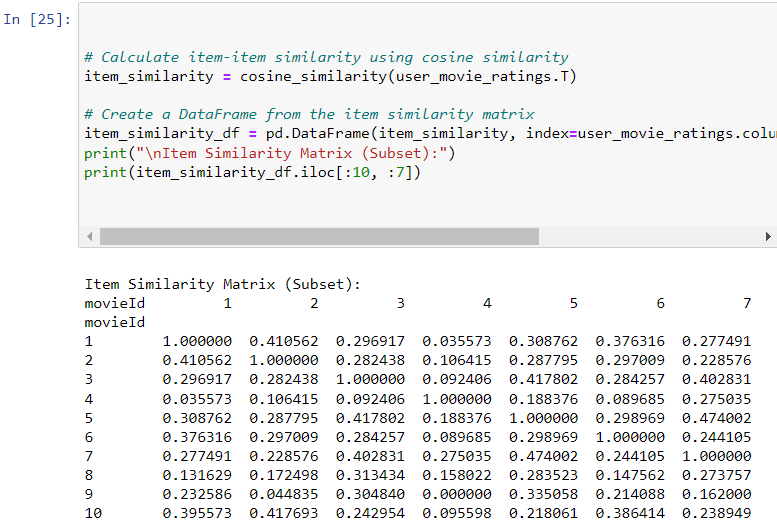 In [25]:
# Calculate item-item similarity using cosine similarity
item_similarity = cosine_similarity(user_movie_ratings.T)
# Create a DataFrame from the item similarity matrix
item_similarity_df = pd.DataFrame(item_similarity, index=user_movie_ratings.colu
print("\nItem Similarity Matrix (Subset):")
print(item_similarity_df.iloc[:10, :7])
Item Similarity Matrix (Subset):
movieId 1 2 3 4 5 6 7
movieId
1 1.000000 0.410562 0.296917 0.035573 0.308762 0.376316 0.277491
2 0.410562 1.000000 0.282438 0.106415 0.287795 0.297009 0.228576
3 0.296917 0.282438 1.000000 0.092406 0.417802 0.284257 0.402831
4 0.035573 0.106415 0.092406 1.000000 0.188376 0.089685 0.275035
5 0.308762 0.287795 0.417802 0.188376 1.000000 0.298969 0.474002
6 0.376316 0.297009 0.284257 0.089685 0.298969 1.000000 0.244105
7 0.277491 0.228576 0.402831 0.275035 0.474002 0.244105 1.000000
8 0.131629 0.172498 0.313434 0.158022 0.283523 0.147562 0.273757
9 0.232586 0.044835 0.304840 0.000000 0.335058 0.214088 0.162000
10 0.395573 0.417693 0.242954 0.095598 0.218061 0.386414 0.238949